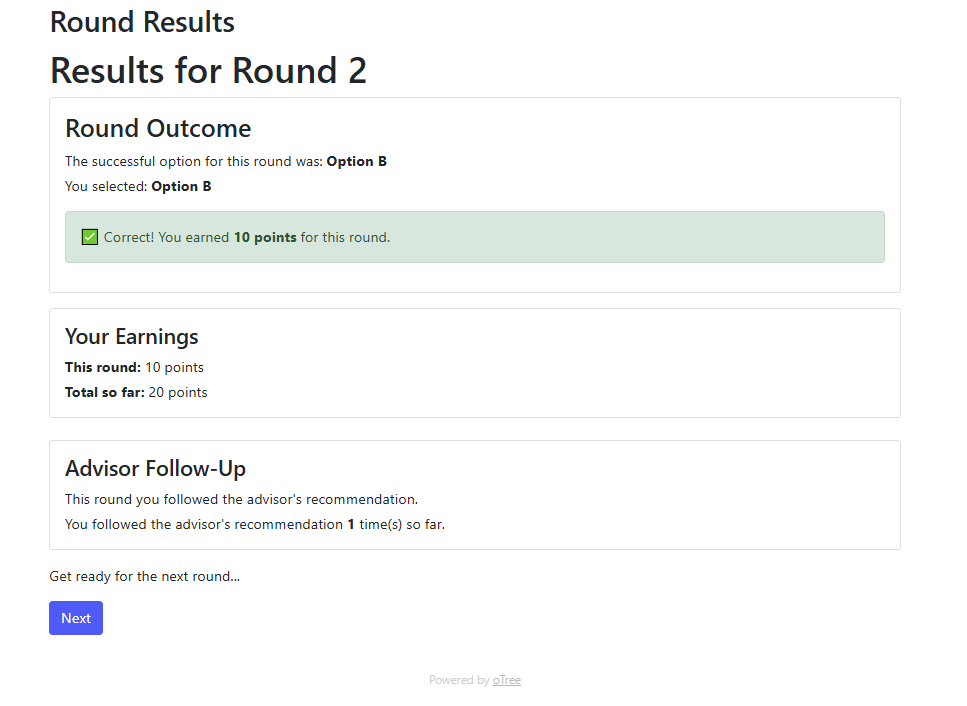 Round Results
Results for Round 2
Round Outcome
The successful option for this round was: Option B
You selected: Option B
✅ Correct! You earned 10 points for this round.
Your Earnings
This round: 10 points
Total so far: 20 points
Advisor Follow-Up
This round you followed the advisor's recommendation.
You followed the advisor's recommendation 1 time(s) so far.
Get ready for the next round...
Next
Powered by oTree